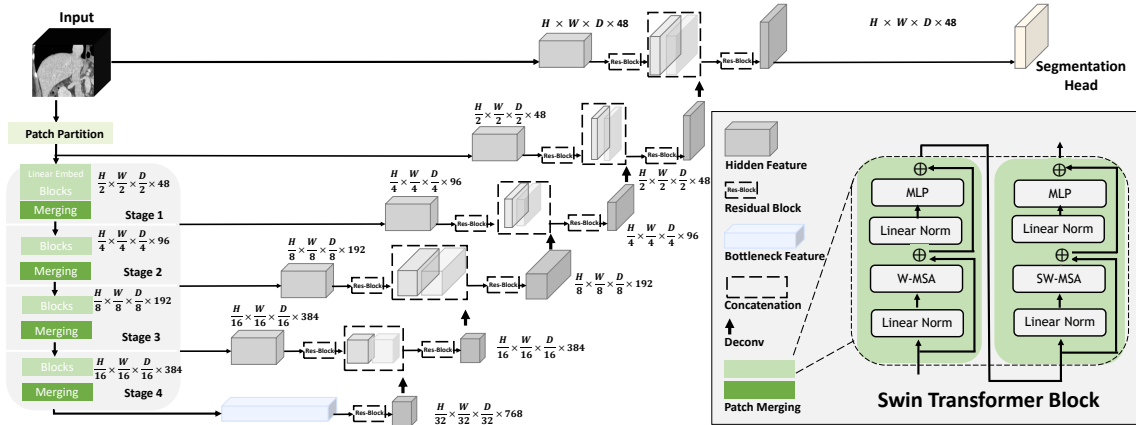 Input
H × W × D × 48
H × W × D × 48
Res-Block
Res-Block
Segmentation
Head
Patch Partition
H/2 × W/2 × D/2 × 48
Res-Block
Res-Block
H/2 × W/2 × D/2 × 48
Linear Embed
Blocks
Merging
H/2 × W/2 × D/2 × 48
Stage 1
H/4 × W/4 × D/4 × 96
Res-Block
Res-Block
H/4 × W/4 × D/4 × 96
Blocks
Merging
H/4 × W/4 × D/4 × 96
Stage 2
H/8 × W/8 × D/8 × 192
Res-Block
Res-Block
H/8 × W/8 × D/8 × 192
Blocks
Merging
H/8 × W/8 × D/8 × 192
Stage 3
H/16 × W/16 × D/16 × 384
Res-Block
Res-Block
H/16 × W/16 × D/16 × 384
Blocks
Merging
H/16 × W/16 × D/16 × 384
Stage 4
Res-Block
H/32 × W/32 × D/32 × 768
Hidden Feature
Res-Block
Residual Block
Bottleneck Feature
Concatenation
Deconv
Patch Merging
MLP
Linear Norm
W-MSA
Linear Norm
MLP
Linear Norm
SW-MSA
Linear Norm
Swin Transformer Block